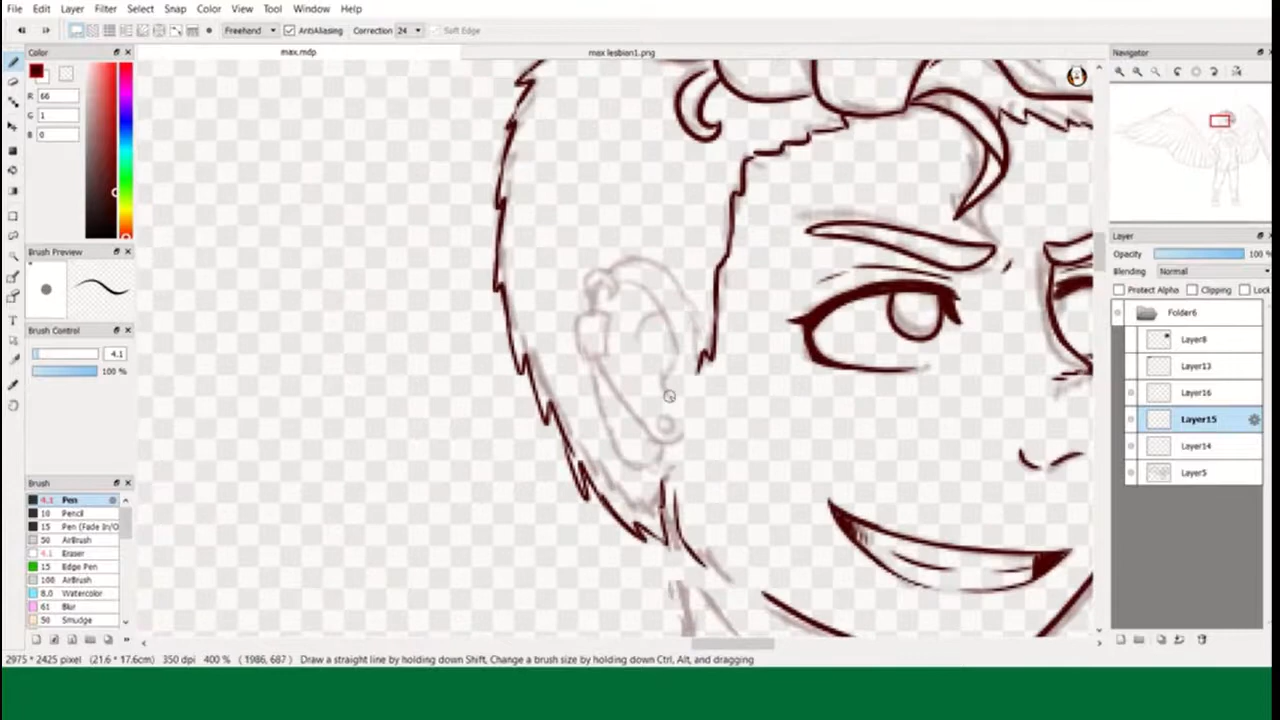 File Edit Layer Filter Select Snap Color View Tool Window Help
Freehand AntiAliasing Correction 24 Soft Edge
Color
max.mdp
max lesbian1.png
Navigator
R 66
G 1
B 0
Brush Preview
Brush Control
4.1
100 %
Layer
Opacity 100 %
Blending Normal
Protect Alpha Clipping Lock
Folder6
Layer8
Layer13
Layer16
Layer15
Layer14
Layer5
Brush
4.1 Pen
10 Pencil
15 Pen (Fade In/O
50 AirBrush
4.1 Eraser
15 Edge Pen
100 AirBrush
8.0 Watercolor
61 Blur
50 Smudge
2975 * 2425 pixel (21.6 * 17.6cm) 350 dpi 400 % ( 1986, 687 ) Draw a straight line by holding down Shift, Change a brush size by holding down Ctrl, Alt, and dragging